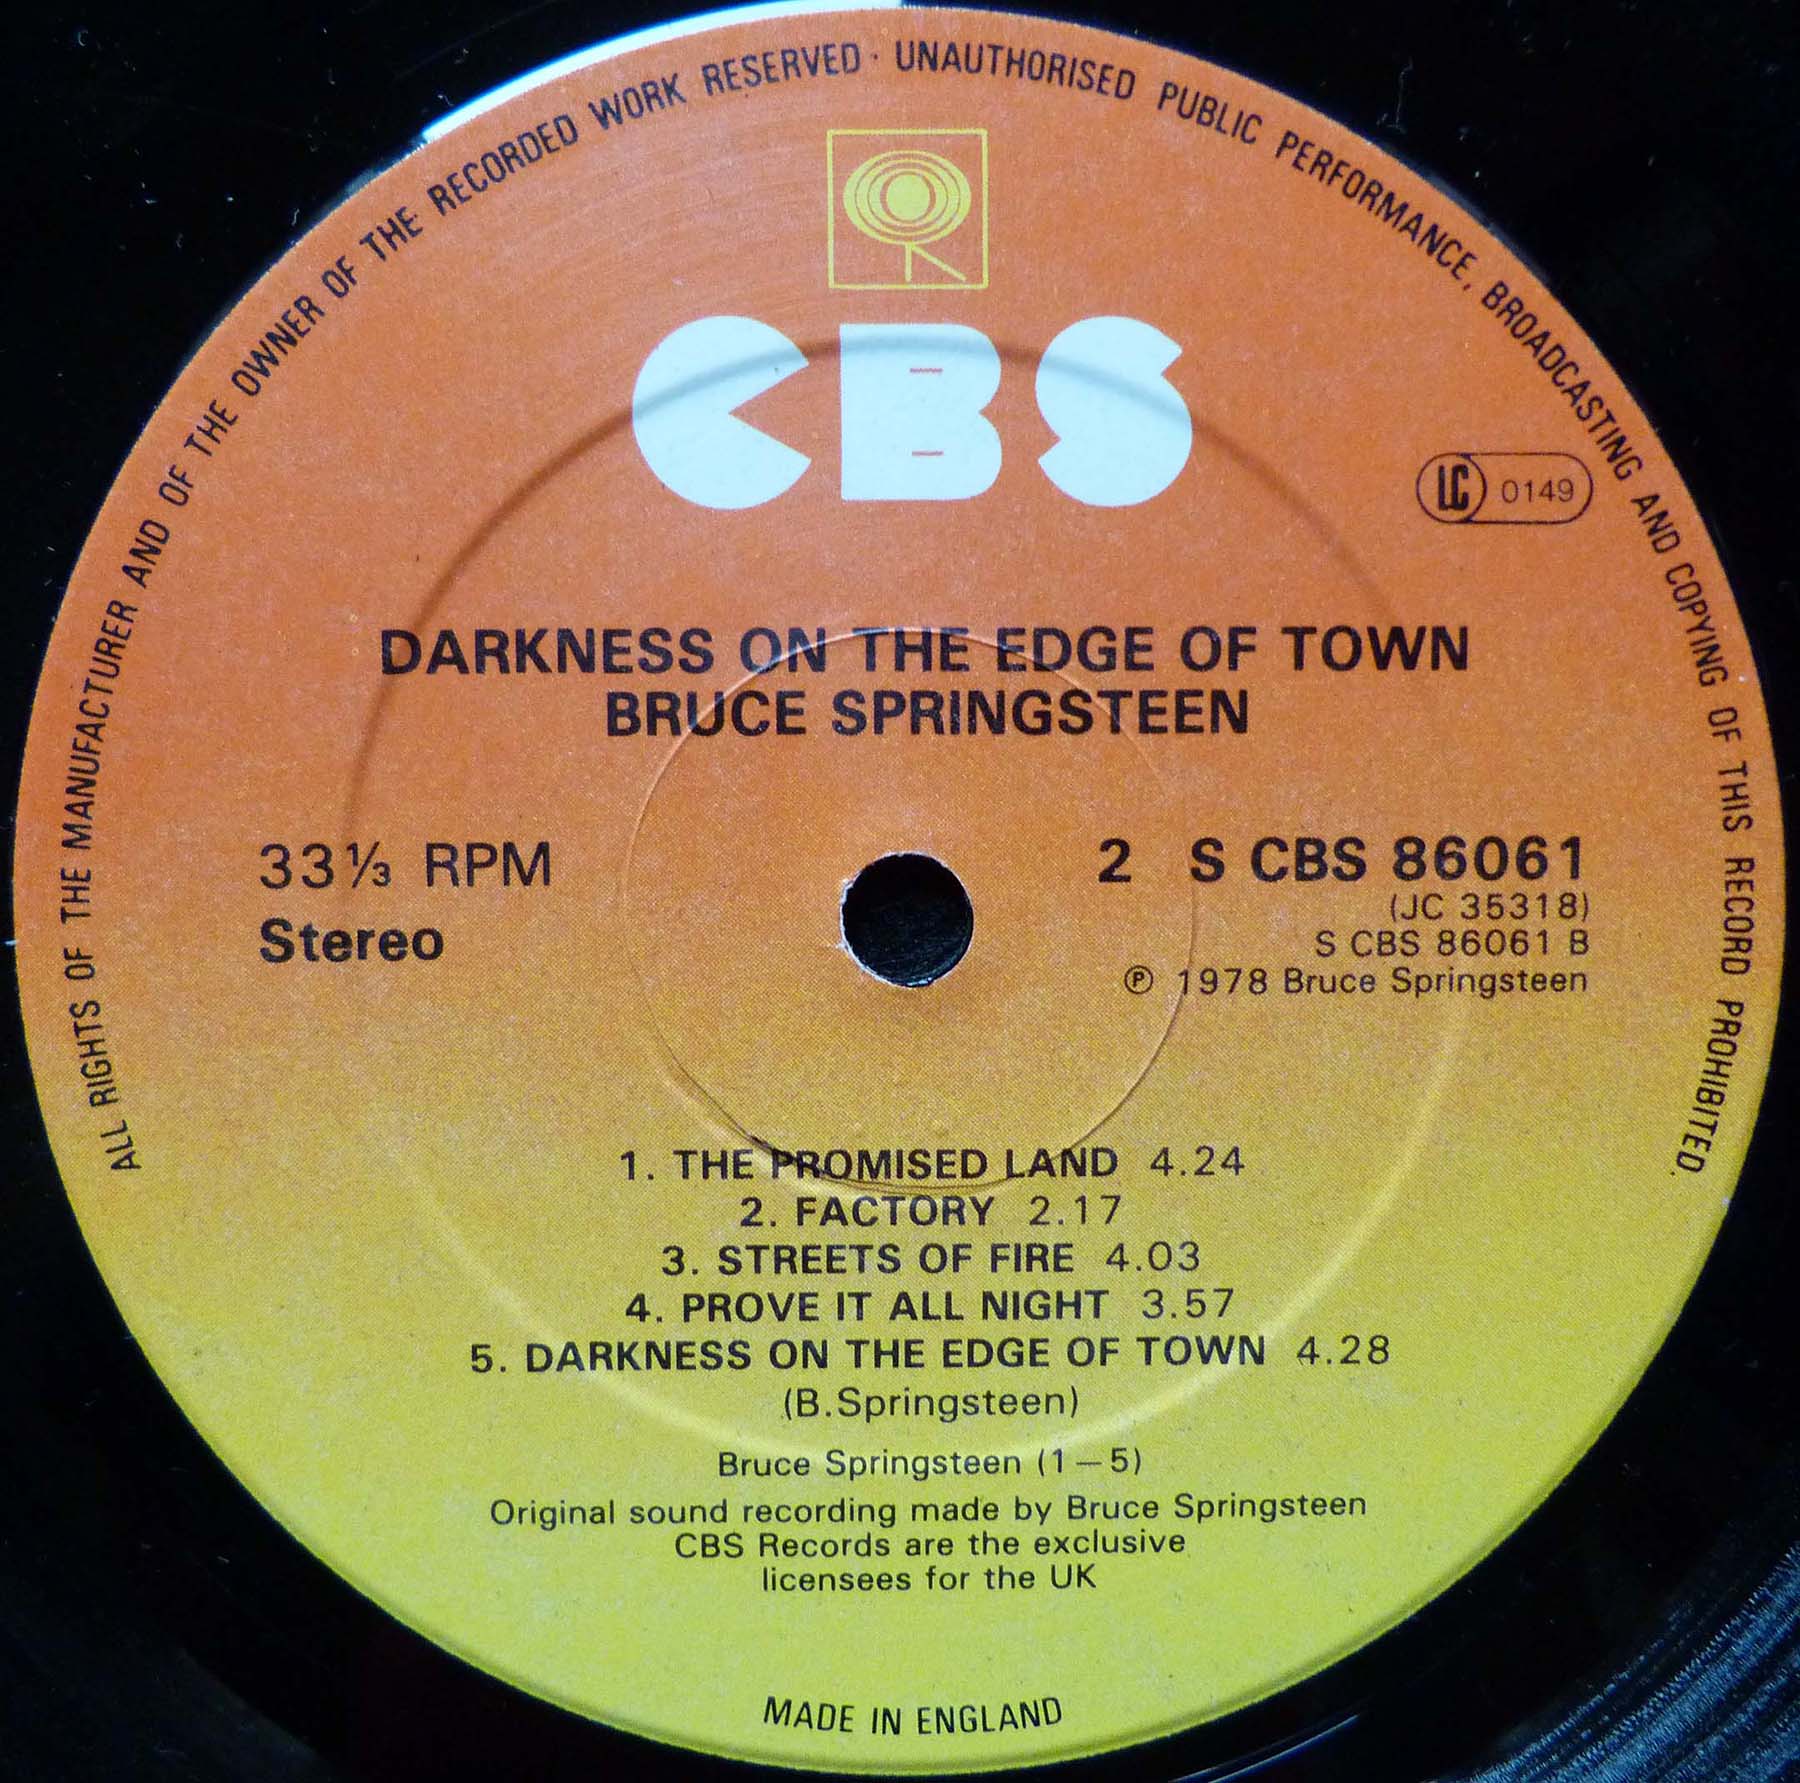 ALL RIGHTS OF THE MANUFACTURER AND OF THE OWNER OF THE RECORDED WORK RESERVED · UNAUTHORISED PUBLIC PERFORMANCE, BROADCASTING AND COPYING OF THIS RECORD PROHIBITED.
CBS
LC 0149
DARKNESS ON THE EDGE OF TOWN
BRUCE SPRINGSTEEN
33⅓ RPM
Stereo
2 S CBS 86061
(JC 35318)
S CBS 86061 B
℗ 1978 Bruce Springsteen
1. THE PROMISED LAND 4.24
2. FACTORY 2.17
3. STREETS OF FIRE 4.03
4. PROVE IT ALL NIGHT 3.57
5. DARKNESS ON THE EDGE OF TOWN 4.28
(B.Springsteen)
Bruce Springsteen (1–5)
Original sound recording made by Bruce Springsteen
CBS Records are the exclusive
licensees for the UK
MADE IN ENGLAND